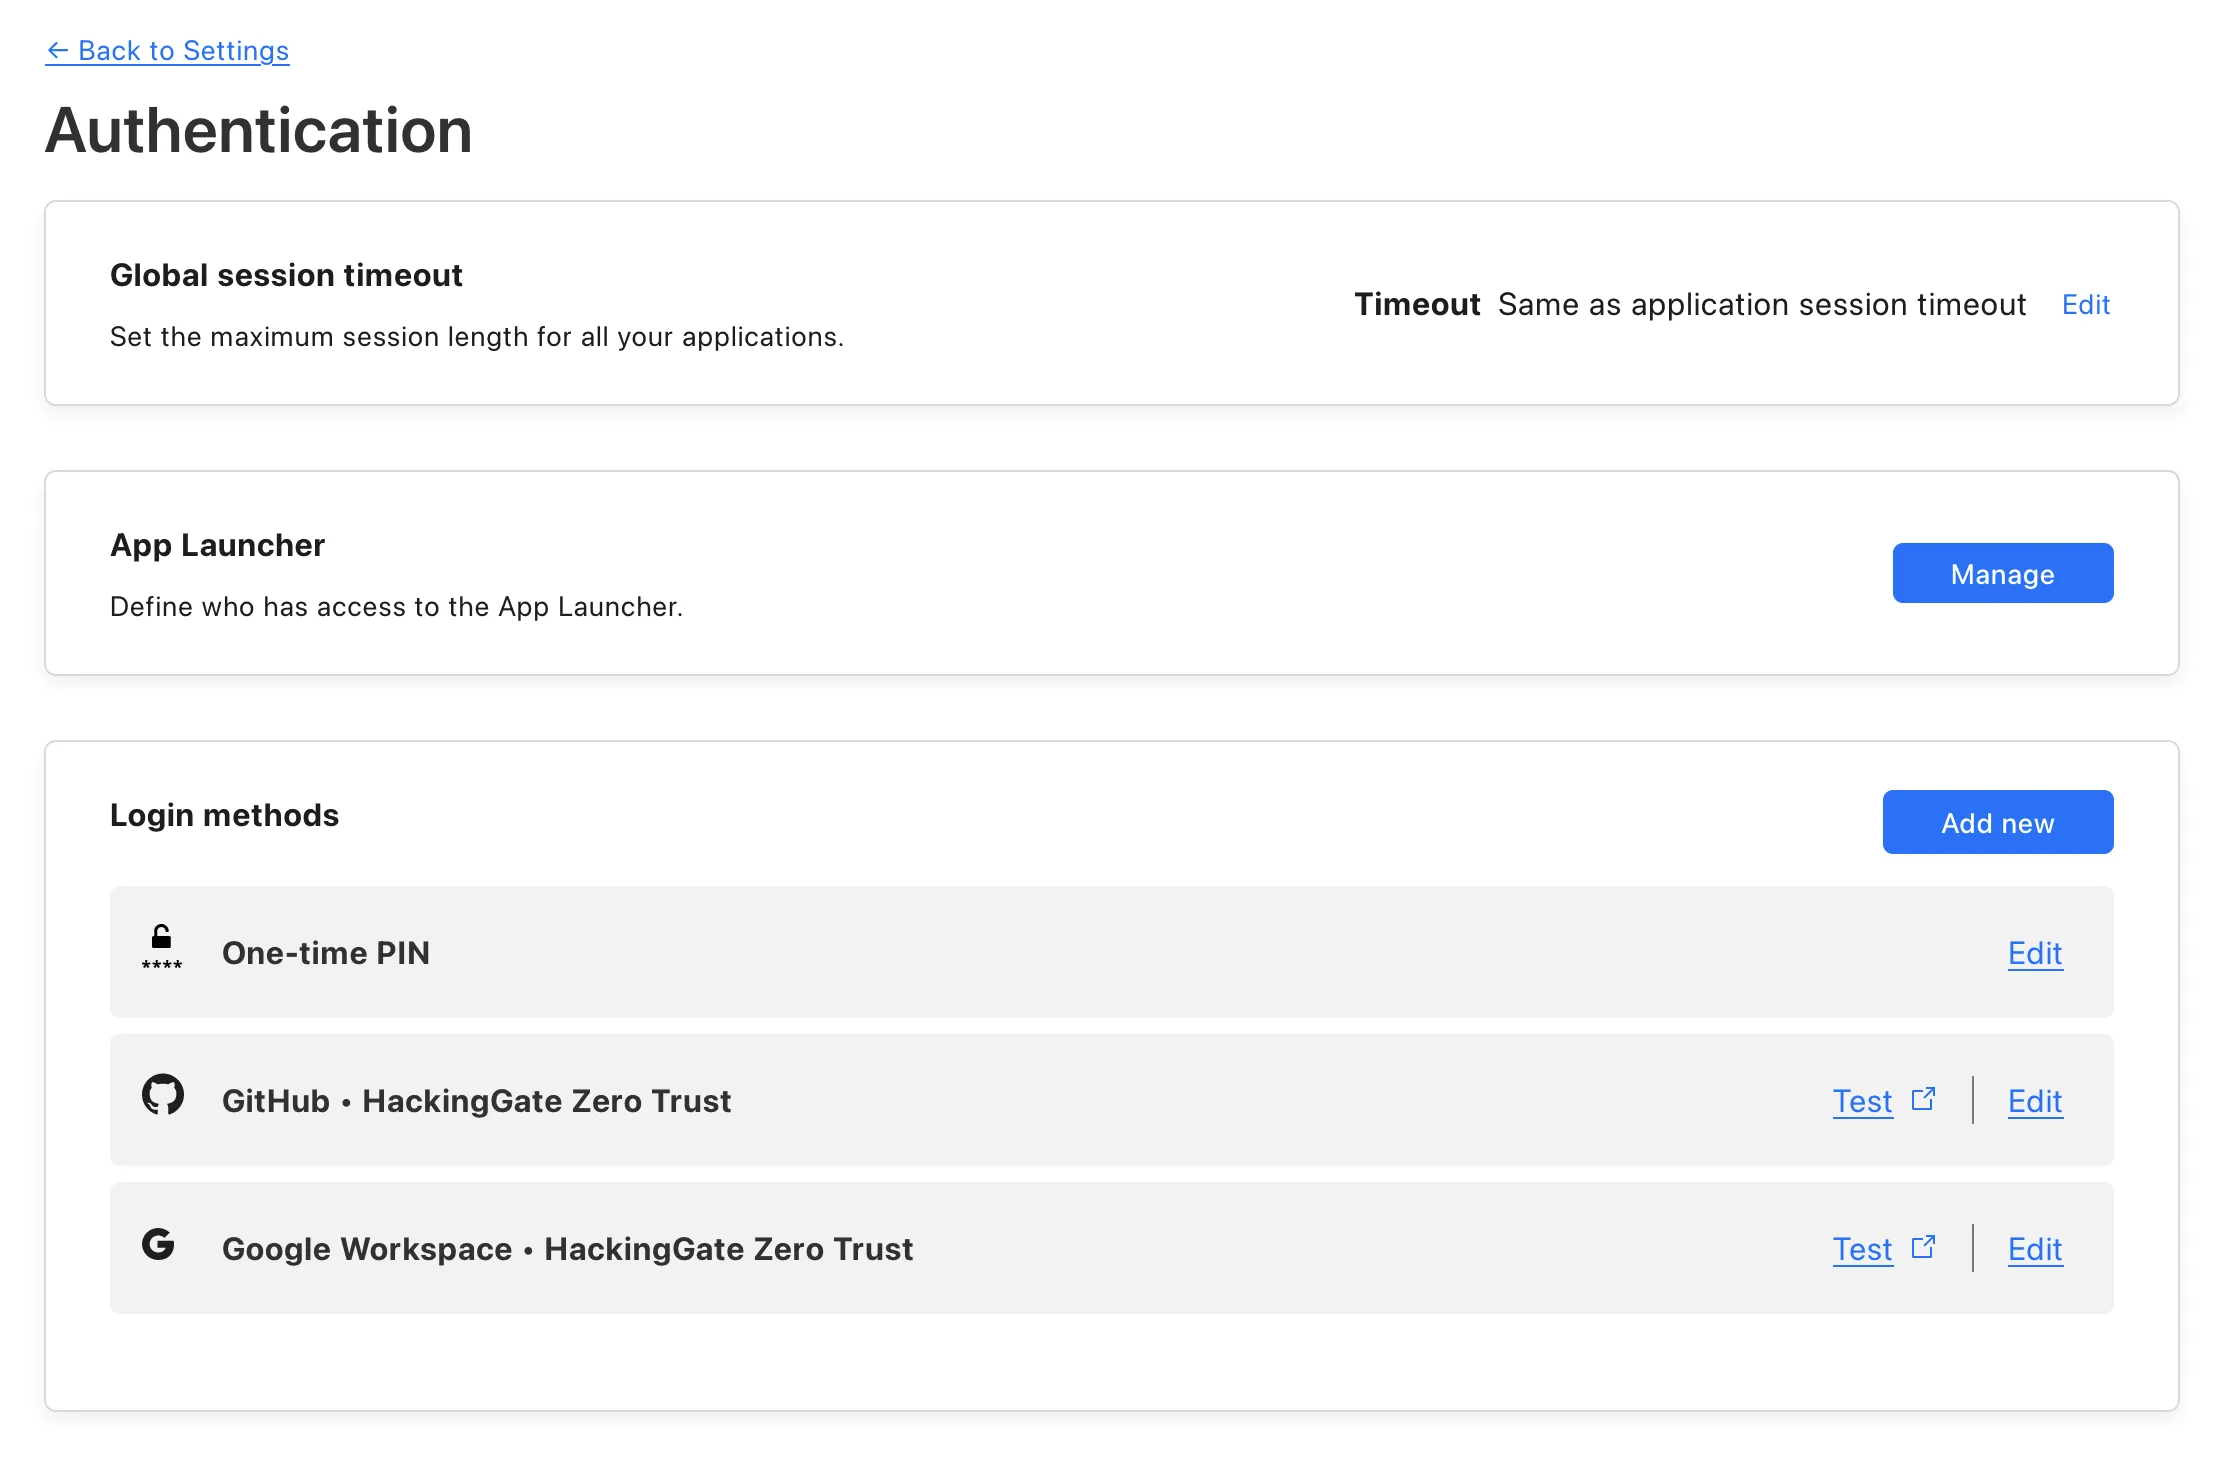 ← Back to Settings
Authentication
Global session timeout
Set the maximum session length for all your applications.
Timeout Same as application session timeout Edit
App Launcher
Define who has access to the App Launcher.
Manage
Login methods
Add new
**** One-time PIN Edit
GitHub • HackingGate Zero Trust Test Edit
Google Workspace • HackingGate Zero Trust Test Edit